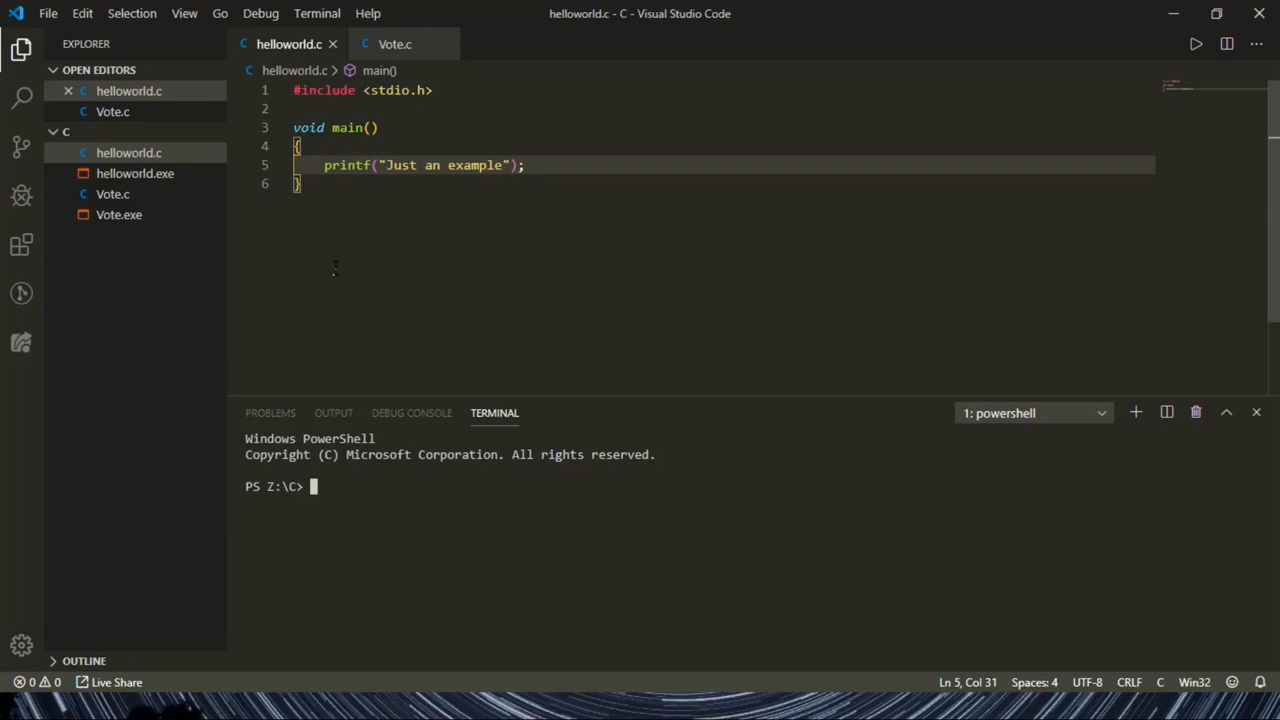 File Edit Selection View Go Debug Terminal Help helloworld.c - C - Visual Studio Code
EXPLORER
OPEN EDITORS
helloworld.c
Vote.c
C
helloworld.c
helloworld.exe
Vote.c
Vote.exe
OUTLINE
helloworld.c Vote.c
helloworld.c > main()
1 #include <stdio.h>
2
3 void main()
4 {
5 printf("Just an example");
6 }
PROBLEMS OUTPUT DEBUG CONSOLE TERMINAL 1: powershell
Windows PowerShell
Copyright (C) Microsoft Corporation. All rights reserved.
PS Z:\C>
0 0 Live Share Ln 5, Col 31 Spaces: 4 UTF-8 CRLF C Win32